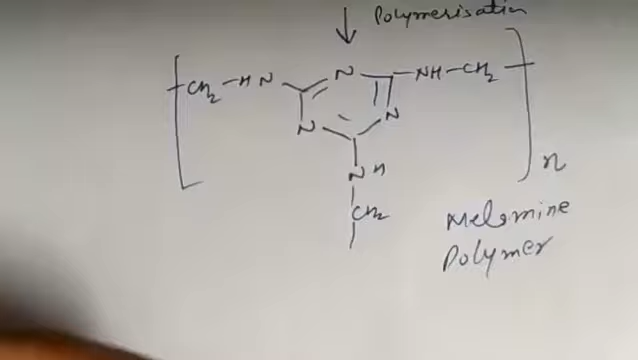 Polymerisation
CH2-HN N NH-CH2
N N
NH
CH2
n
Melamine
Polymer